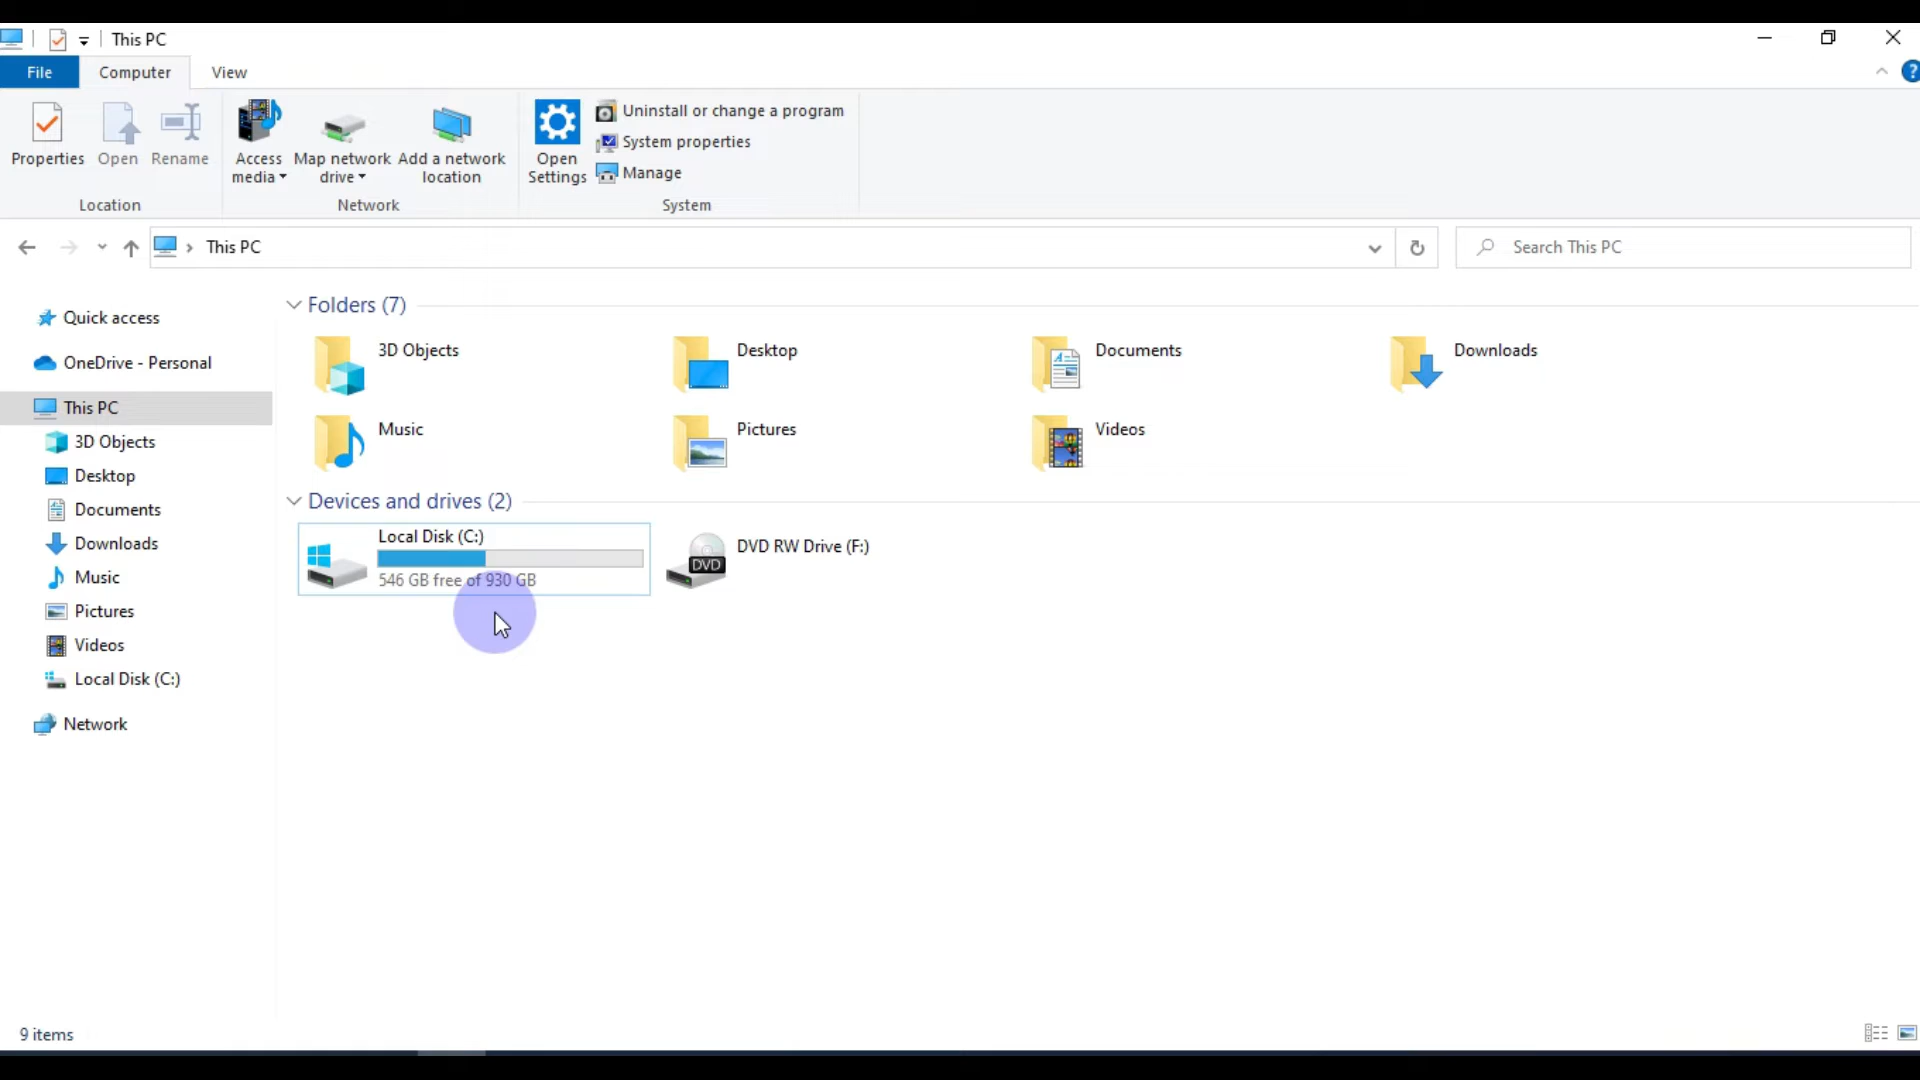 This PC
File Computer View
Properties Open Rename Access media Map network drive Add a network location Open Settings Uninstall or change a program
System properties
Manage
Location Network System
This PC Search This PC
Quick access
OneDrive - Personal
This PC
3D Objects
Desktop
Documents
Downloads
Music
Pictures
Videos
Local Disk (C:)
Network
Folders (7)
3D Objects Desktop Documents Downloads
Music Pictures Videos
Devices and drives (2)
Local Disk (C:)
546 GB free of 930 GB
DVD RW Drive (F:)
DVD
9 items